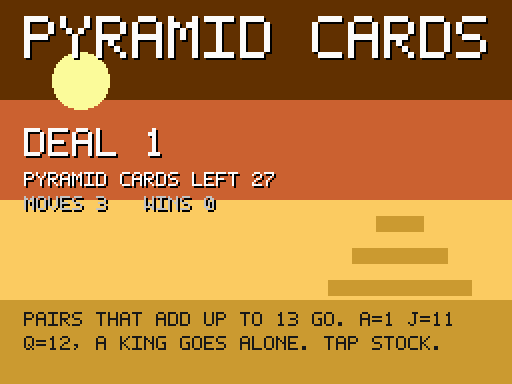 PYRAMID CARDS
DEAL 1
PYRAMID CARDS LEFT 27
MOVES 3 WINS 0
PAIRS THAT ADD UP TO 13 GO. A=1 J=11
Q=12, A KING GOES ALONE. TAP STOCK.